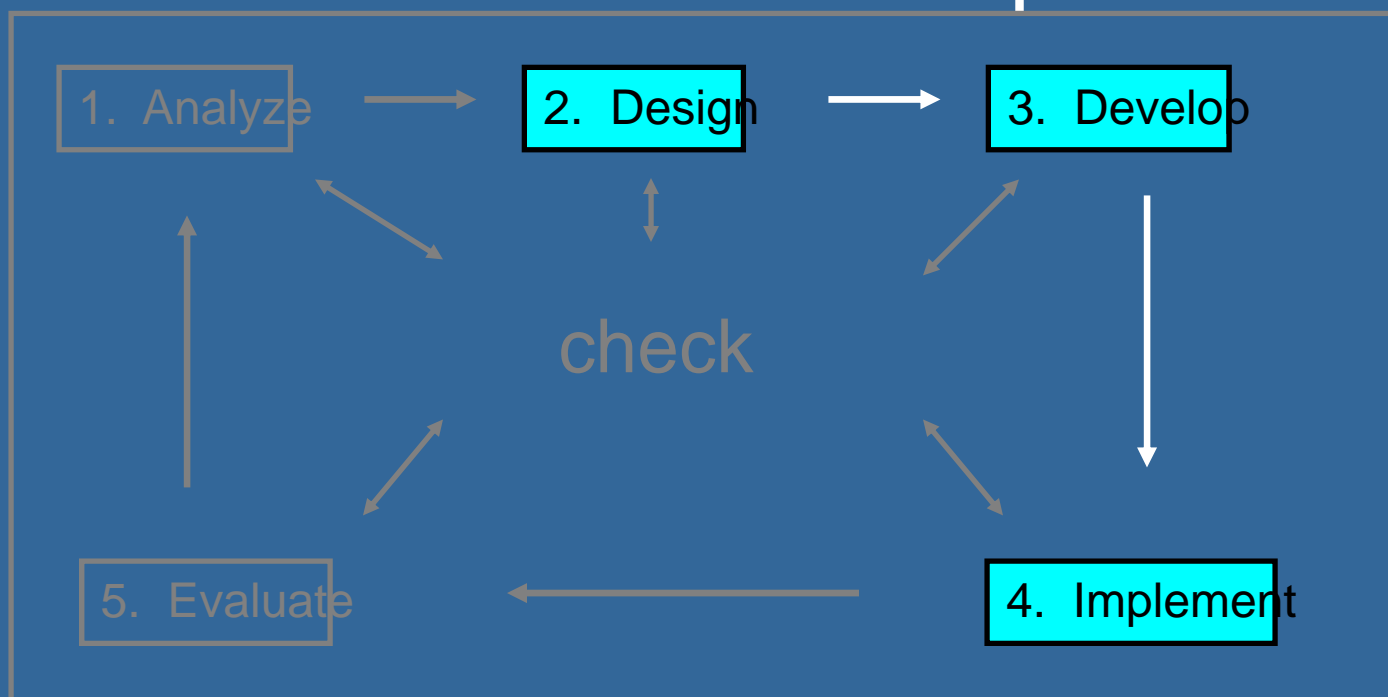 1. Analyze
2. Design
3. Develop
check
5. Evaluate
4. Implement